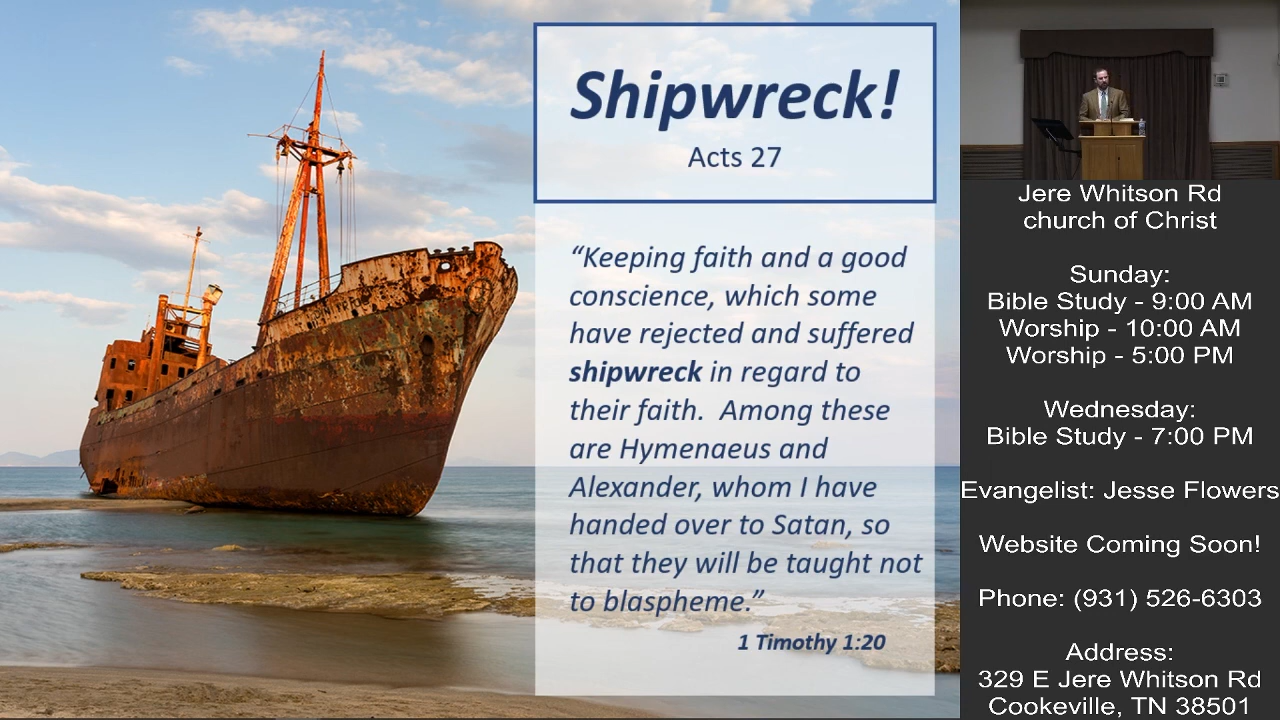 Shipwreck!
Acts 27
“Keeping faith and a good
conscience, which some
have rejected and suffered
shipwreck in regard to
their faith.  Among these
are Hymenaeus and
Alexander, whom I have
handed over to Satan, so
that they will be taught not
to blaspheme.”
1 Timothy 1:20
Jere Whitson Rd
church of Christ
Sunday:
Bible Study - 9:00 AM
Worship - 10:00 AM
Worship - 5:00 PM
Wednesday:
Bible Study - 7:00 PM
Evangelist: Jesse Flowers
Website Coming Soon!
Phone: (931) 526-6303
Address:
329 E Jere Whitson Rd
Cookeville, TN 38501